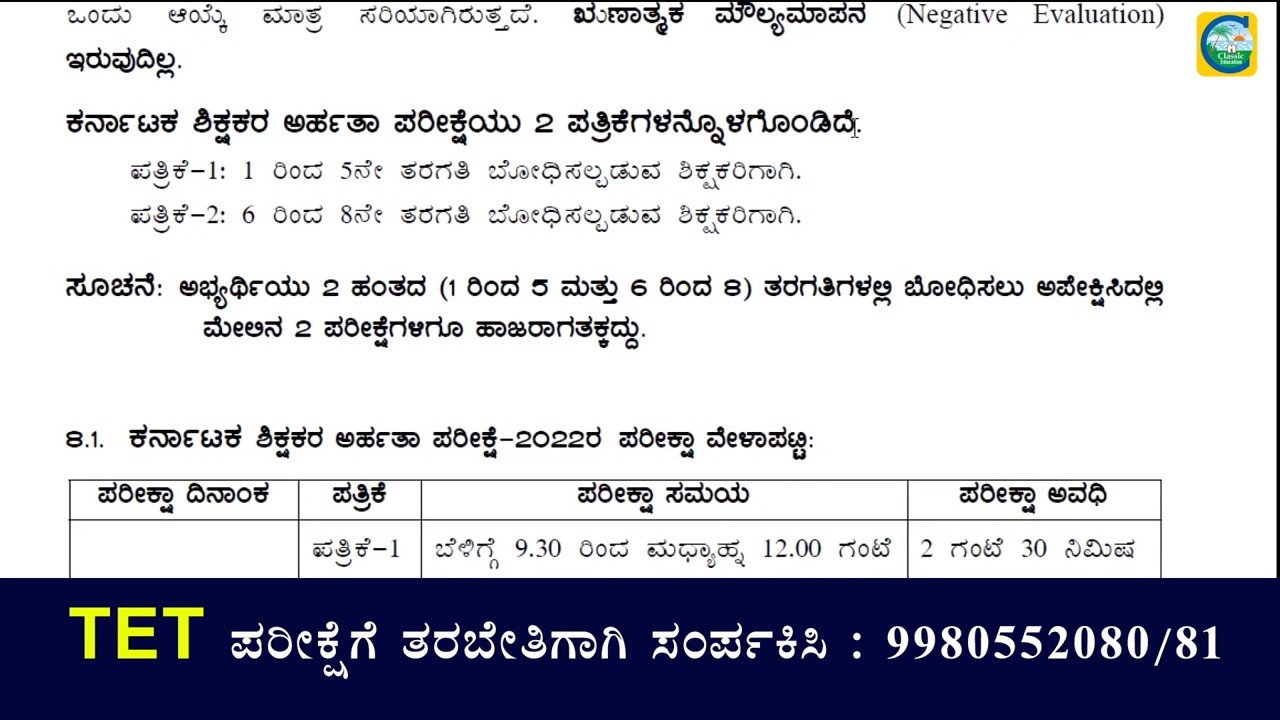 ಒಂದು ಆಯ್ಕೆ ಮಾತ್ರ ಸರಿಯಾಗಿರುತ್ತದೆ. ಋಣಾತ್ಮಕ ಮೌಲ್ಯಮಾಪನ (Negative Evaluation)
ಇರುವುದಿಲ್ಲ.
ಕರ್ನಾಟಕ ಶಿಕ್ಷಕರ ಅರ್ಹತಾ ಪರೀಕ್ಷೆಯು 2 ಪತ್ರಿಕೆಗಳನ್ನೊಳಗೊಂಡಿದೆ.
ಪತ್ರಿಕೆ-1: 1 ರಿಂದ 5ನೇ ತರಗತಿ ಬೋಧಿಸಲ್ಪಡುವ ಶಿಕ್ಷಕರಿಗಾಗಿ.
ಪತ್ರಿಕೆ-2: 6 ರಿಂದ 8ನೇ ತರಗತಿ ಬೋಧಿಸಲ್ಪಡುವ ಶಿಕ್ಷಕರಿಗಾಗಿ.
ಸೂಚನೆ: ಅಭ್ಯರ್ಥಿಯು 2 ಹಂತದ (1 ರಿಂದ 5 ಮತ್ತು 6 ರಿಂದ 8) ತರಗತಿಗಳಲ್ಲಿ ಬೋಧಿಸಲು ಅಪೇಕ್ಷಿಸಿದಲ್ಲಿ
ಮೇಲಿನ 2 ಪರೀಕ್ಷೆಗಳಿಗೂ ಹಾಜರಾಗತಕ್ಕದ್ದು.
8.1. ಕರ್ನಾಟಕ ಶಿಕ್ಷಕರ ಅರ್ಹತಾ ಪರೀಕ್ಷೆ-2022ರ ಪರೀಕ್ಷಾ ವೇಳಾಪಟ್ಟಿ:
ಪರೀಕ್ಷಾ ದಿನಾಂಕ ಪತ್ರಿಕೆ ಪರೀಕ್ಷಾ ಸಮಯ ಪರೀಕ್ಷಾ ಅವಧಿ
ಪತ್ರಿಕೆ-1 ಬೆಳಿಗ್ಗೆ 9.30 ರಿಂದ ಮಧ್ಯಾಹ್ನ 12.00 ಗಂಟೆ 2 ಗಂಟೆ 30 ನಿಮಿಷ
TET ಪರೀಕ್ಷೆಗೆ ತರಬೇತಿಗಾಗಿ ಸಂಪರ್ಕಿಸಿ : 9980552080/81
Classic
Education